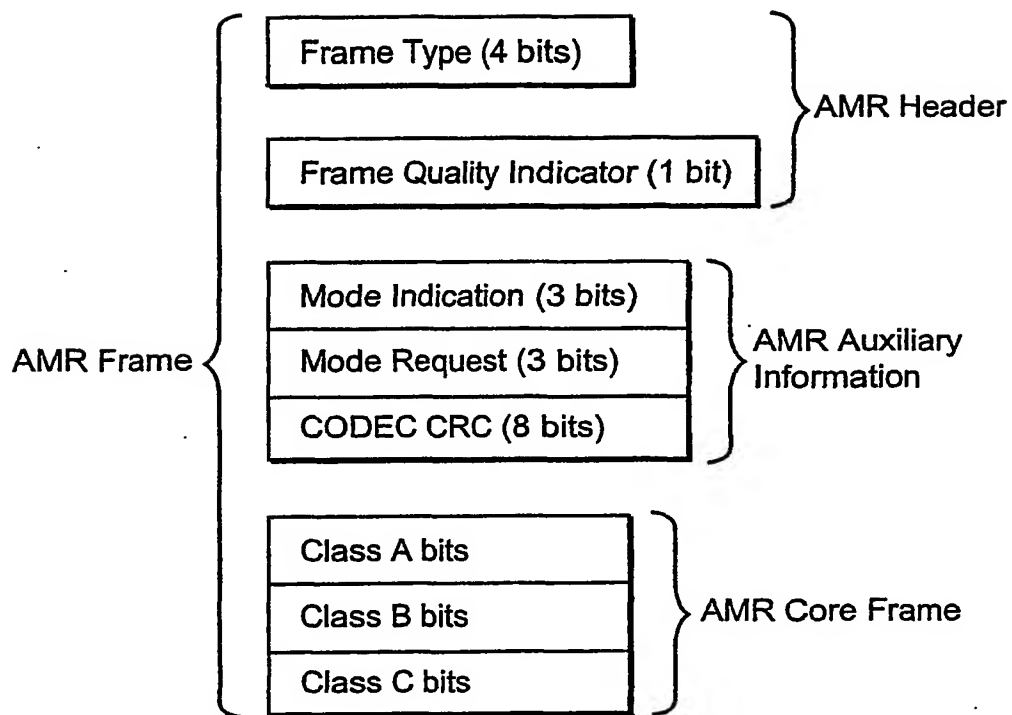 Frame Type (4 bits)
AMR Header
Frame Quality Indicator (1 bit)
Mode Indication (3 bits)
AMR Frame
Mode Request (3 bits)
AMR Auxiliary
Information
CODEC CRC (8 bits)
Class A bits
Class B bits
AMR Core Frame
Class C bits